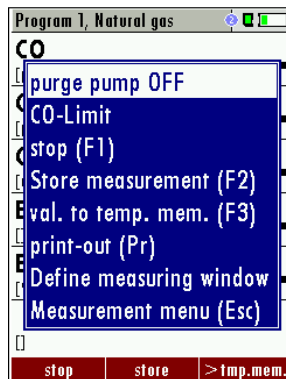 Program 1, Natural gas
CO
purge pump OFF
CO-Limit
stop (F1)
Store measurement (F2)
val. to temp. mem. (F3)
print-out (Pr)
Define measuring window
Measurement menu (Esc)
[]
stop store >tmp.mem.